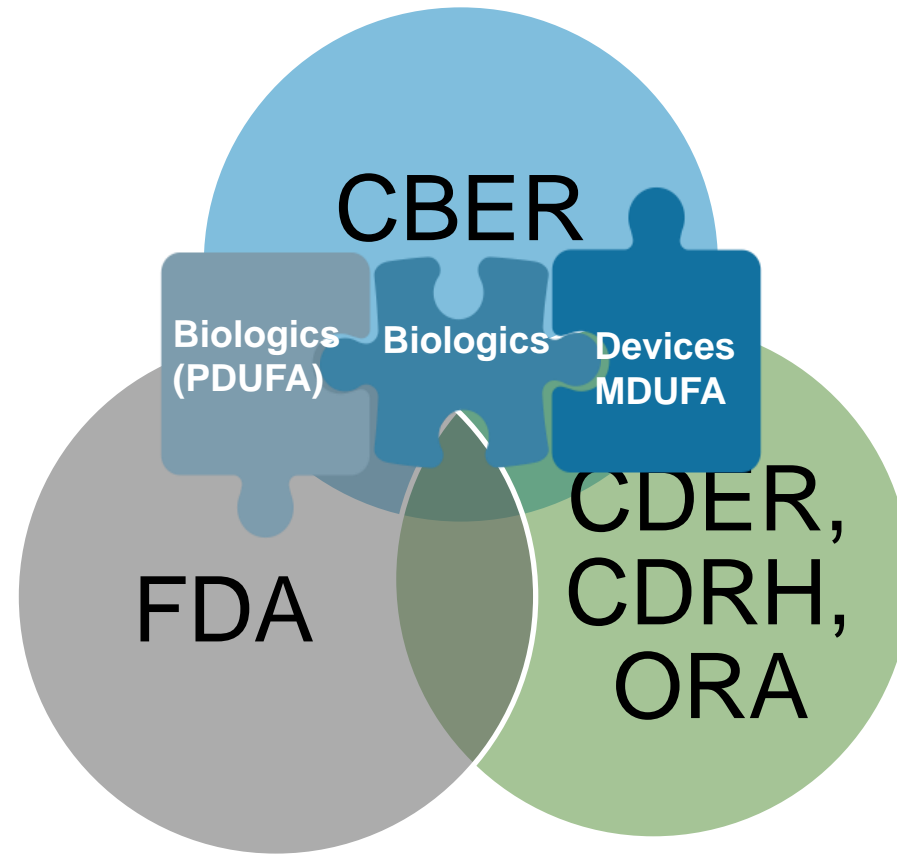 CBER
Biologics
(PDUFA)
Biologics
Devices
MDUFA
FDA
CDER,
CDRH,
ORA